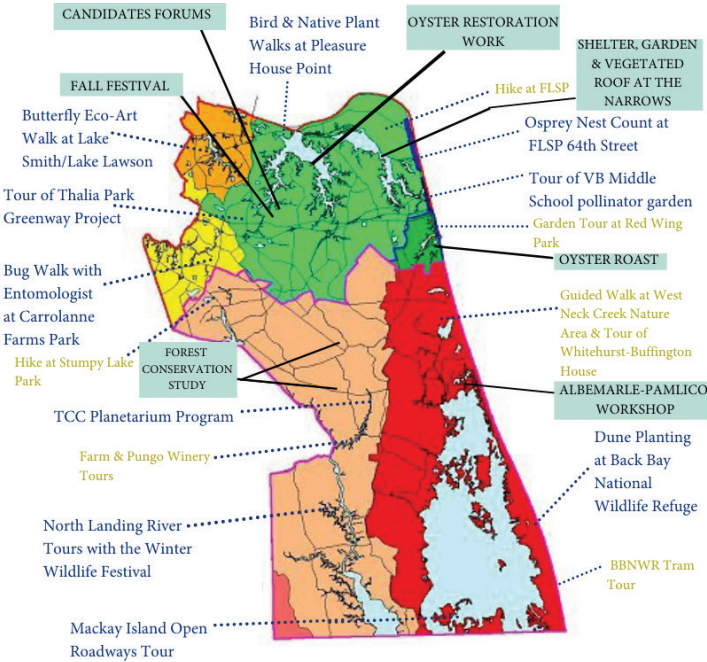 CANDIDATES FORUMS
Bird & Native Plant
Walks at Pleasure
House Point
OYSTER RESTORATION
WORK
SHELTER, GARDEN
& VEGETATED
ROOF AT THE
NARROWS
FALL FESTIVAL
Hike at FLSP
Butterfly Eco-Art
Walk at Lake
Smith/Lake Lawson
Osprey Nest Count at
FLSP 64th Street
Tour of Thalia Park
Greenway Project
Tour of VB Middle
School pollinator garden
Garden Tour at Red Wing
Park
OYSTER ROAST
Bug Walk with
Entomologist
at Carrolanne
Farms Park
Guided Walk at West
Neck Creek Nature
Area & Tour of
Whitehurst-Buffington
House
Hike at Stumpy Lake
Park
FOREST
CONSERVATION
STUDY
ALBEMARLE-PAMLICO
WORKSHOP
TCC Planetarium Program
Dune Planting
at Back Bay
National
Wildlife Refuge
Farm & Pungo Winery
Tours
North Landing River
Tours with the Winter
Wildlife Festival
BBNWR Tram
Tour
Mackay Island Open
Roadways Tour